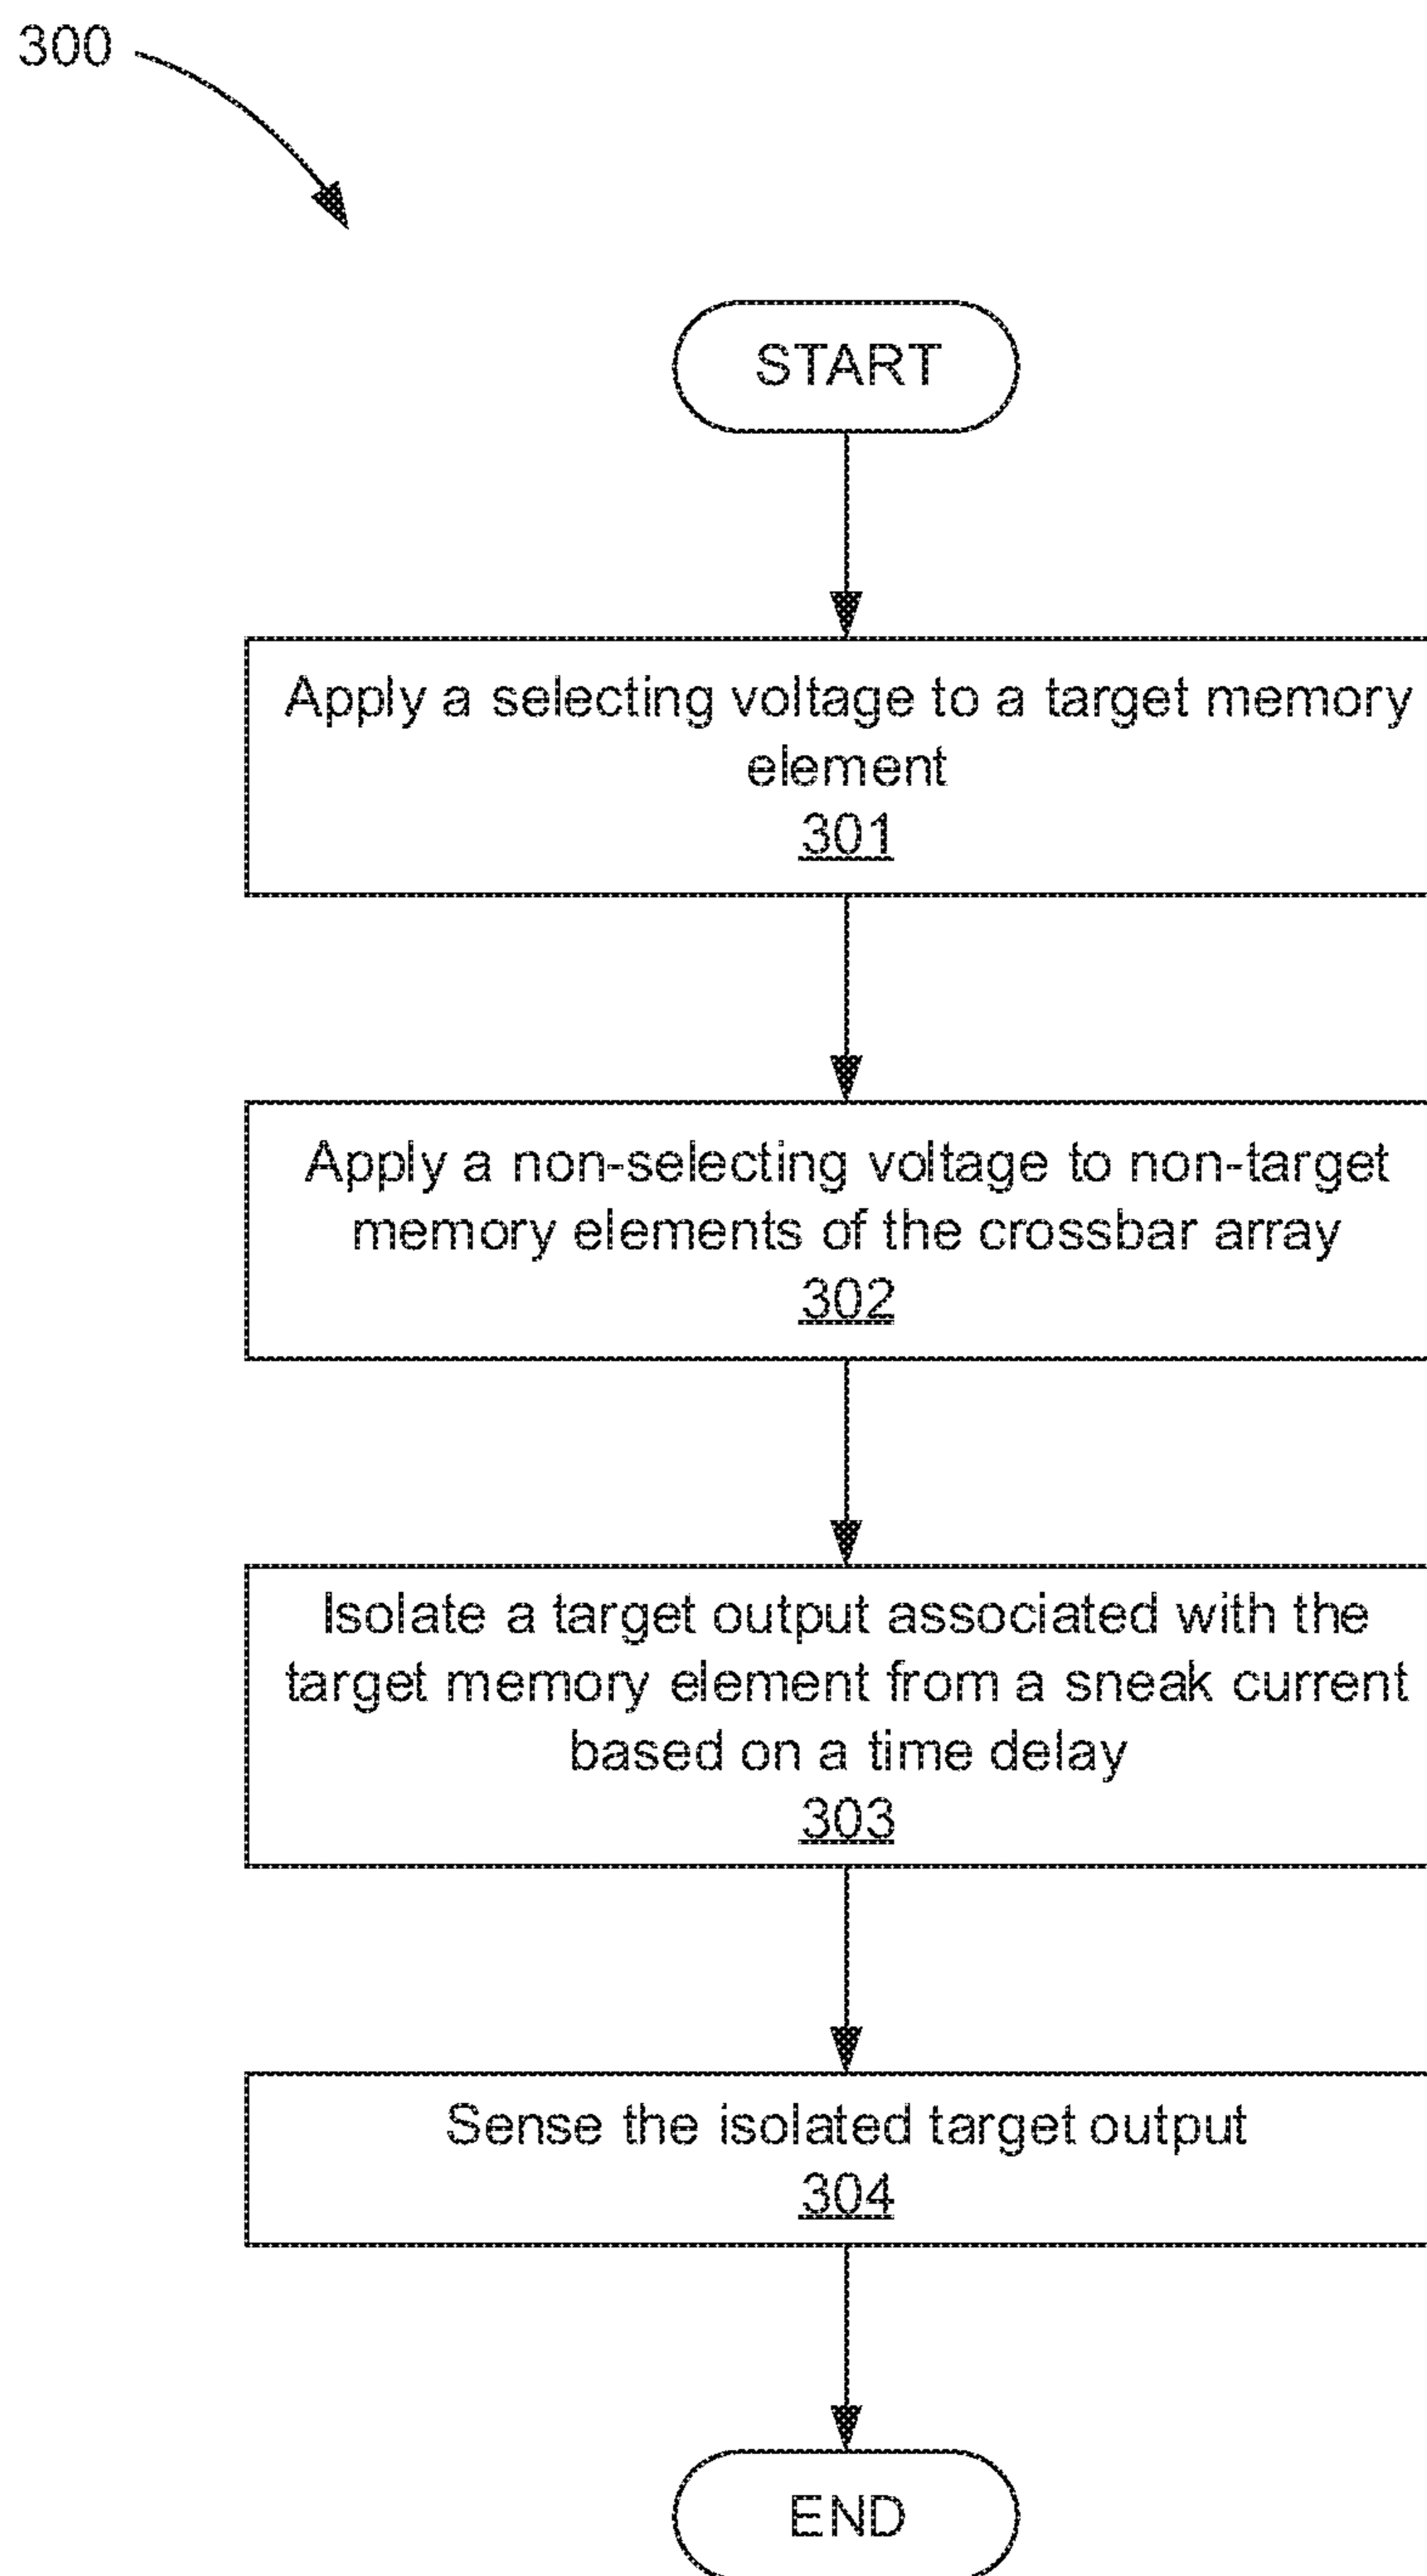 300
START
Apply a selecting voltage to a target memory
element
301
Apply a non-selecting voltage to non-target
memory elements of the crossbar array
302
Isolate a target output associated with the
target memory element from a sneak current
based on a time delay
303
Sense the isolated target output
304
END